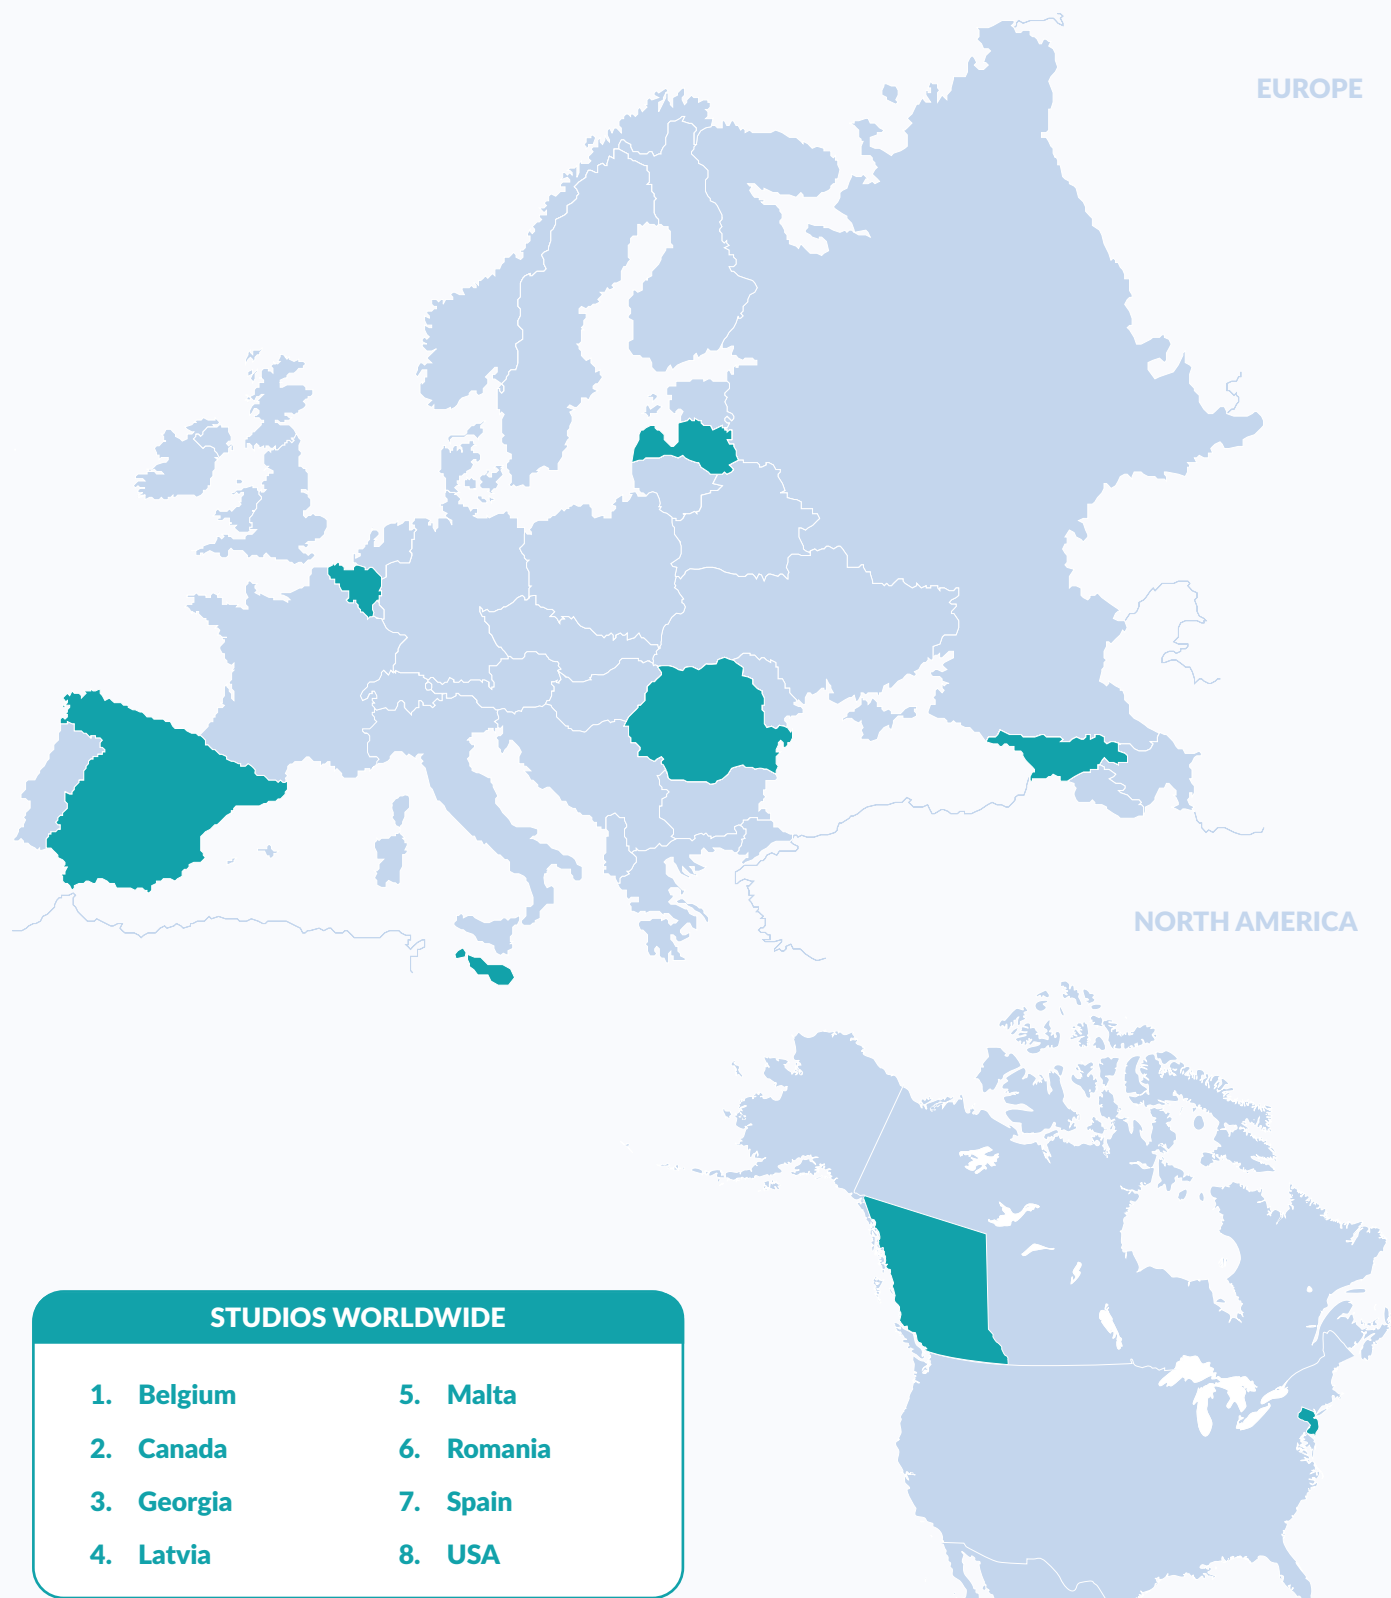 EUROPE
NORTH AMERICA
STUDIOS WORLDWIDE
1. Belgium
2. Canada
3. Georgia
4. Latvia
5. Malta
6. Romania
7. Spain
8. USA